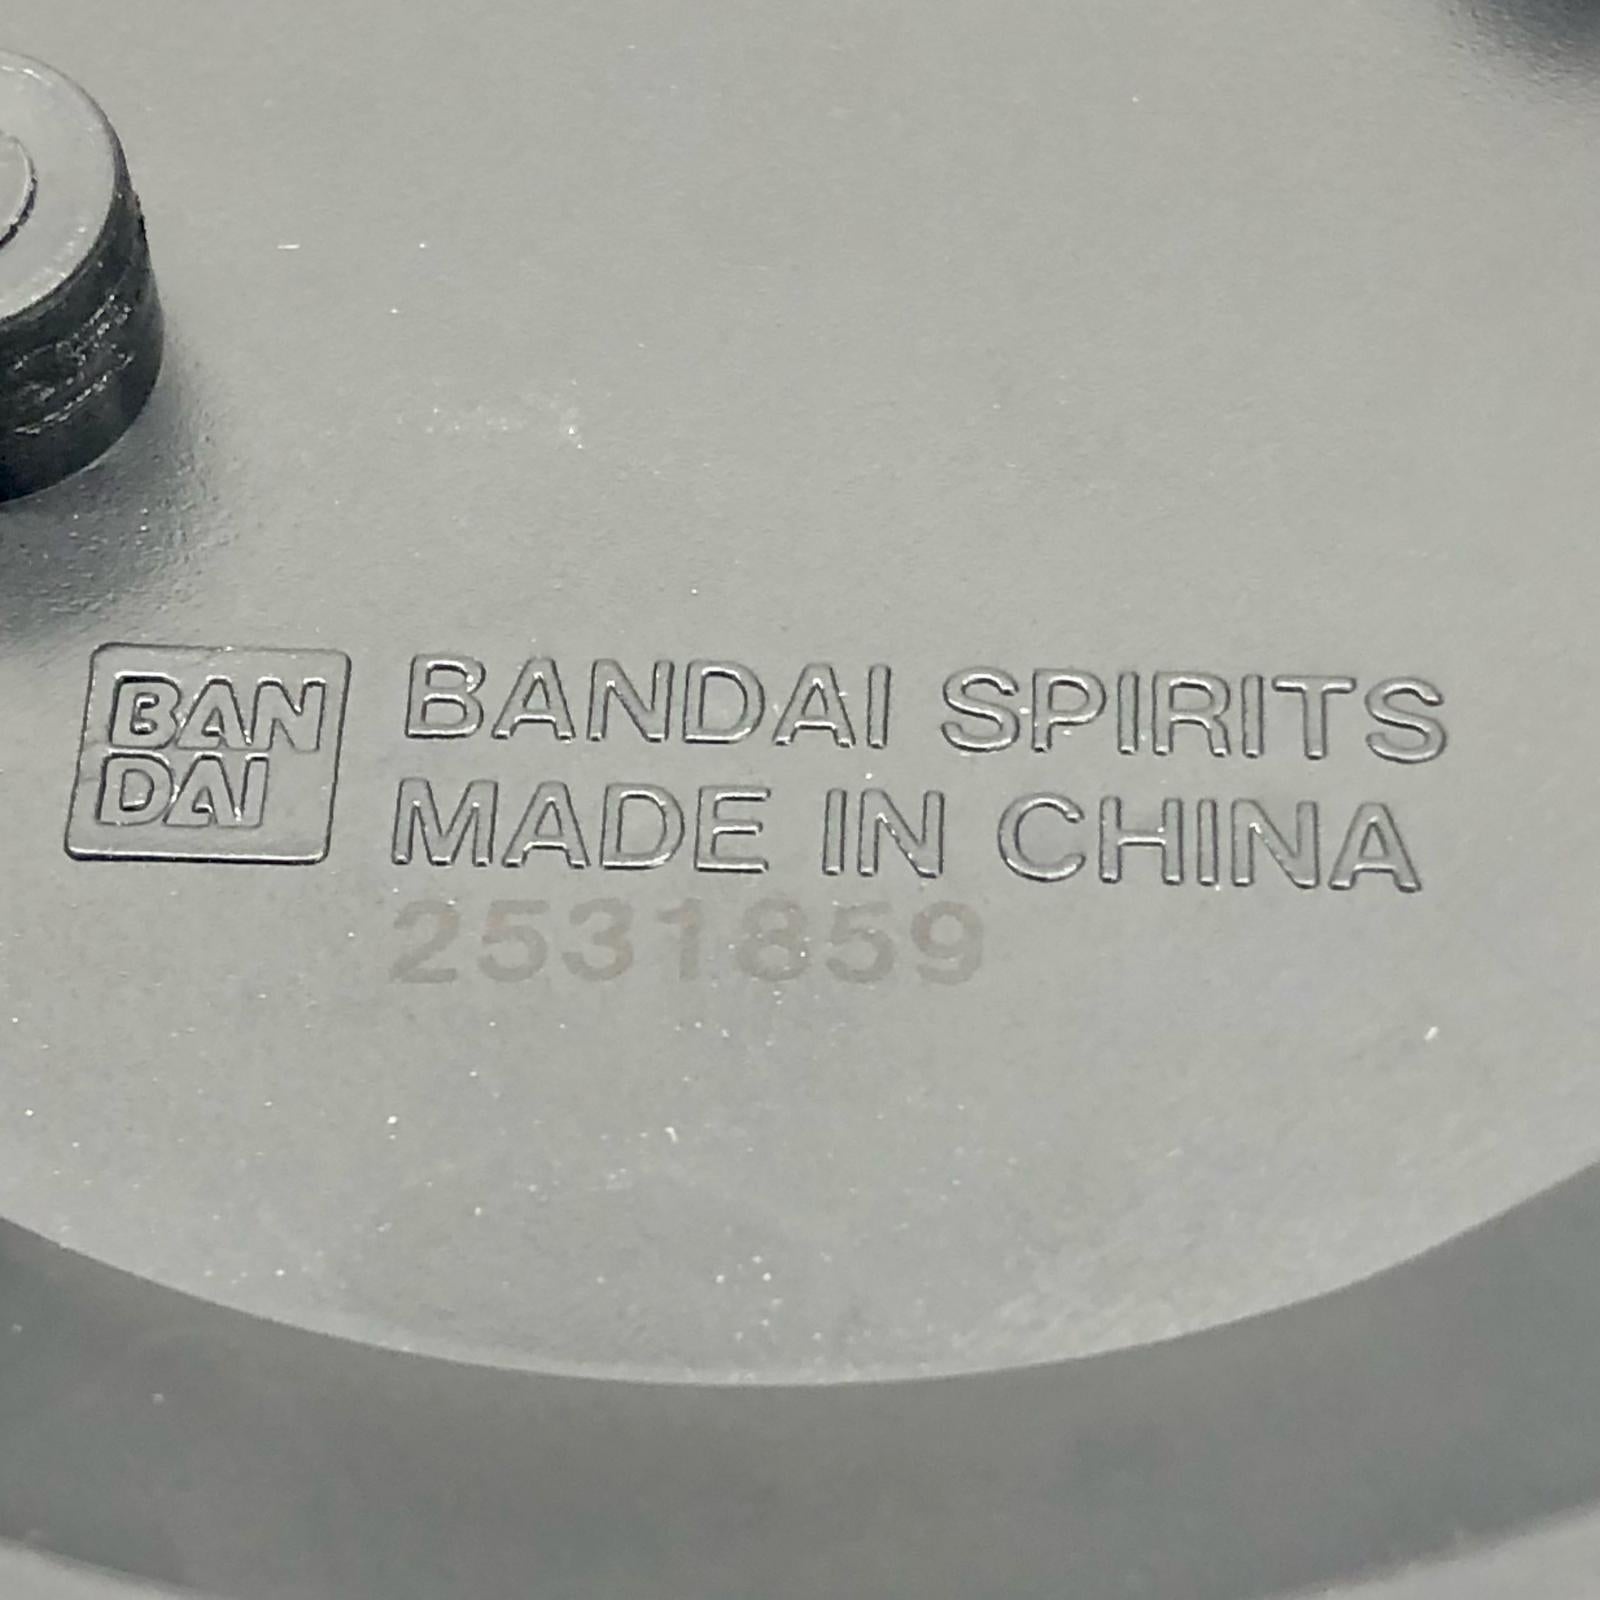 BAN
DAI
BANDAI SPIRITS
MADE IN CHINA
2531859